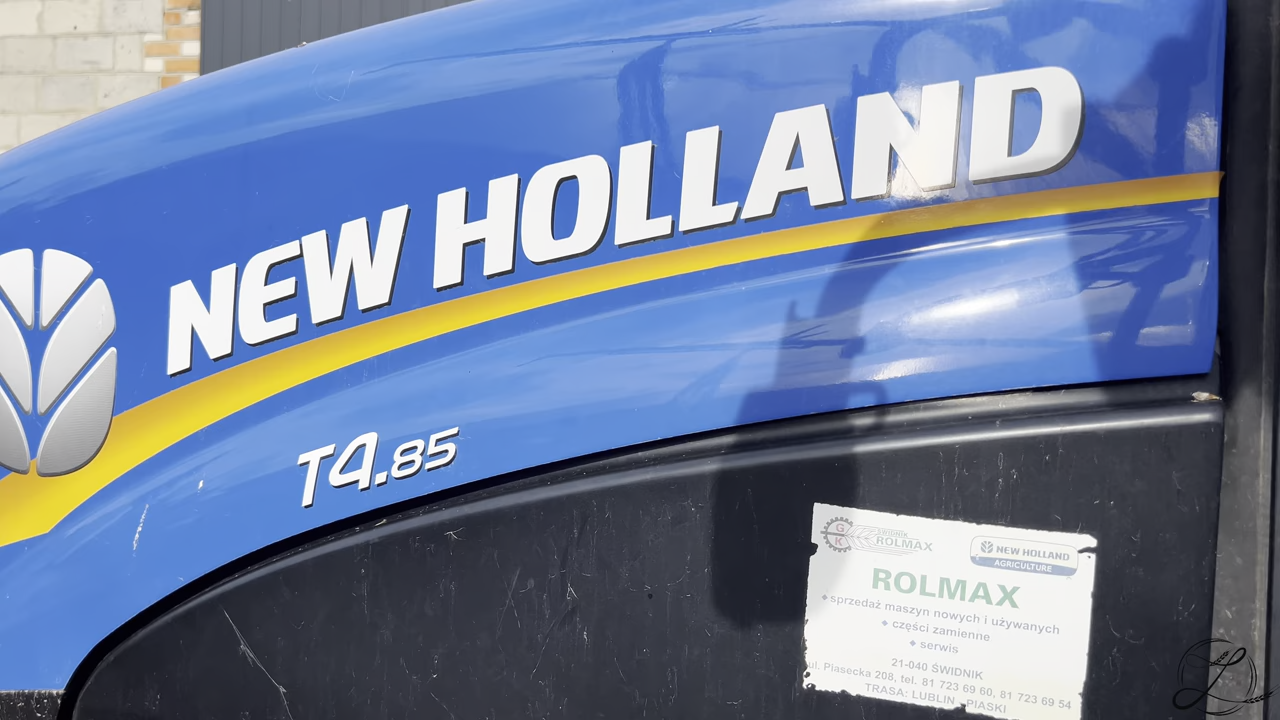 NEW HOLLAND
T4.85
GK
ŚWIDNIK
ROLMAX
NEW HOLLAND
AGRICULTURE
ROLMAX
sprzedaż maszyn nowych i używanych
części zamienne
serwis
21-040 ŚWIDNIK
ul. Piasecka 208, tel. 81 723 69 60, 81 723 69 54
TRASA: LUBLIN - PIASKI
L